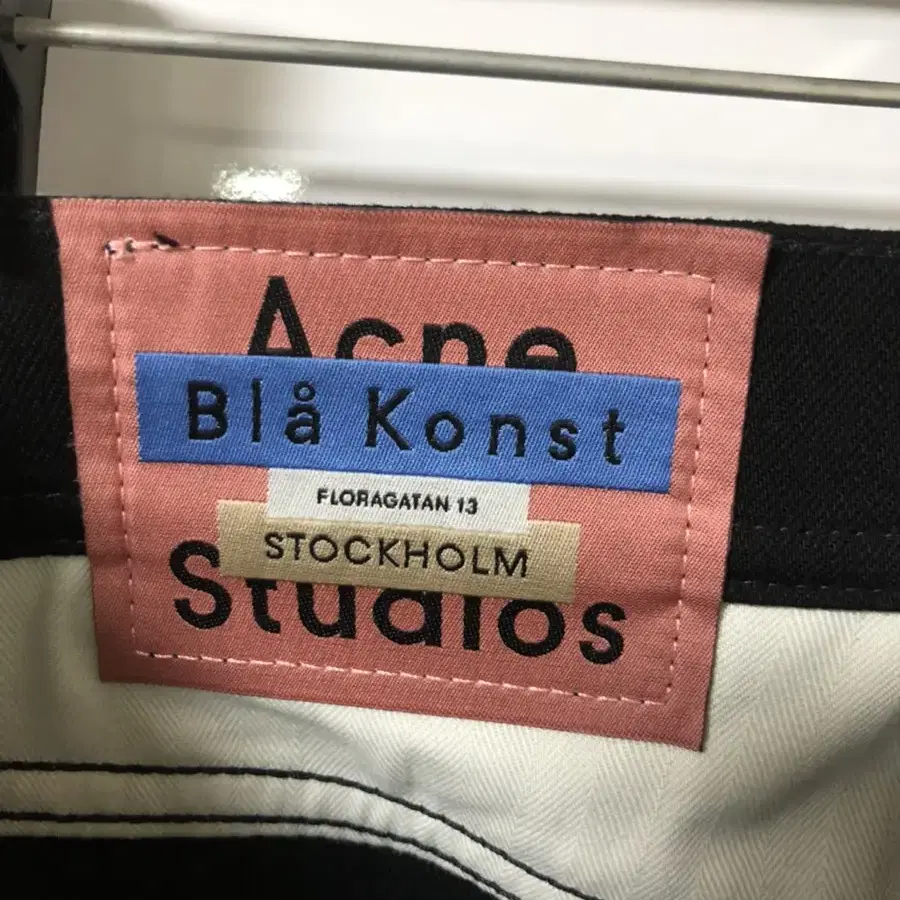 Acne
Blå Konst
FLORAGATAN 13
STOCKHOLM
Studios